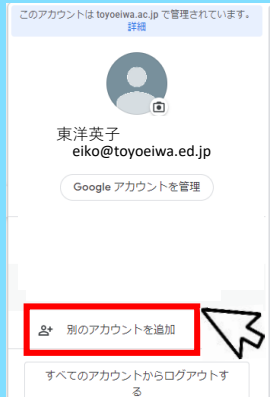 このアカウントは toyoeiwa.ac.jp で管理されています。
詳細
東洋英子
eiko@toyoeiwa.ed.jp
Google アカウントを管理
別のアカウントを追加
すべてのアカウントからログアウトす
る